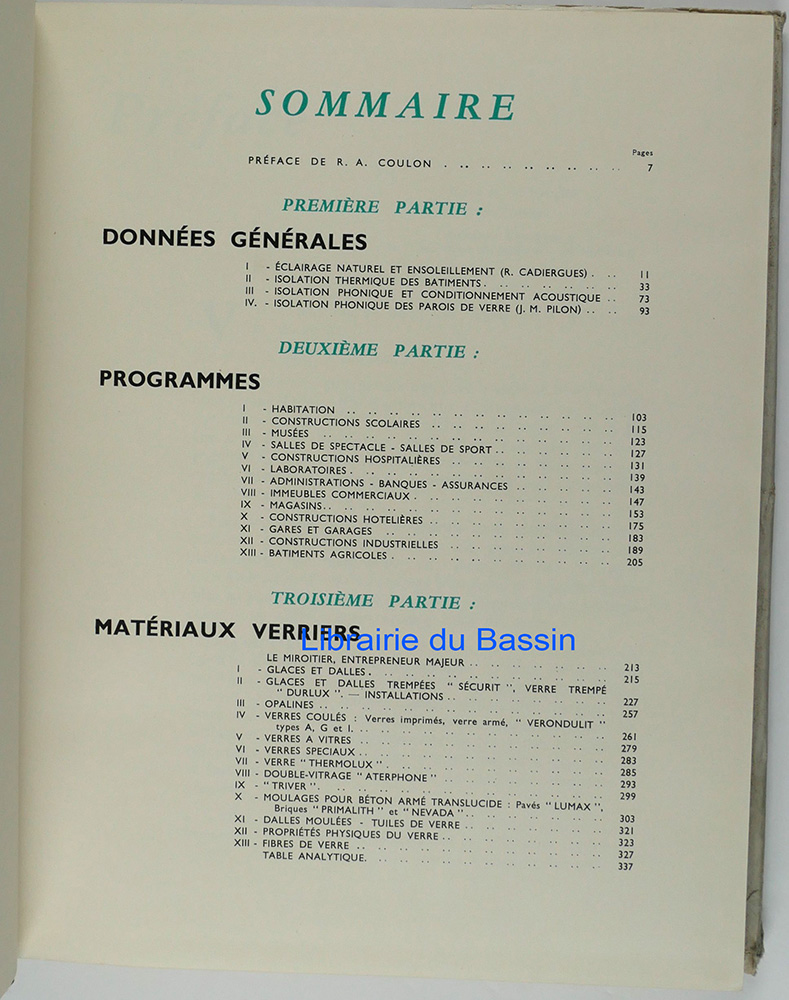 SOMMAIRE
Pages
PRÉFACE DE R. A. COULON . .. .. .. .. .. .. .. .. 7
PREMIÈRE PARTIE :
DONNÉES GÉNÉRALES
I - ÉCLAIRAGE NATUREL ET ENSOLEILLEMENT (R. CADIERGUES) . .. 11
II - ISOLATION THERMIQUE DES BATIMENTS. .. .. .. .. .. .. 33
III - ISOLATION PHONIQUE ET CONDITIONNEMENT ACOUSTIQUE .. 73
IV. - ISOLATION PHONIQUE DES PAROIS DE VERRE (J. M. PILON) .. .. 93
DEUXIÈME PARTIE :
PROGRAMMES
I - HABITATION .. .. .. .. .. .. .. .. .. .. .. .. .. 103
II - CONSTRUCTIONS SCOLAIRES .. .. .. .. .. .. .. .. .. 115
III - MUSÉES .. .. .. .. .. .. .. .. .. .. .. .. .. .. 123
IV - SALLES DE SPECTACLE - SALLES DE SPORT .. .. .. .. .. .. 127
V - CONSTRUCTIONS HOSPITALIÈRES .. .. .. .. .. .. .. .. 131
VI - LABORATOIRES . .. .. .. .. .. .. .. .. .. .. .. .. 139
VII - ADMINISTRATIONS - BANQUES - ASSURANCES .. .. .. .. .. 143
VIII - IMMEUBLES COMMERCIAUX . .. .. .. .. .. .. .. .. .. 147
IX - MAGASINS.. .. .. .. .. .. .. .. .. .. .. .. .. .. 153
X - CONSTRUCTIONS HOTELIÈRES .. .. .. .. .. .. .. .. .. 175
XI - GARES ET GARAGES .. .. .. .. .. .. .. .. .. .. .. 183
XII - CONSTRUCTIONS INDUSTRIELLES .. .. .. .. .. .. .. .. 189
XIII - BATIMENTS AGRICOLES . .. .. .. .. .. .. .. .. .. .. 205
TROISIÈME PARTIE :
MATÉRIAUX VERRIERS
Librairie du Bassin
LE MIROITIER, ENTREPRENEUR MAJEUR .. .. .. .. .. .. .. 213
I - GLACES ET DALLES . .. .. .. .. .. .. .. .. .. .. .. 215
II - GLACES ET DALLES TREMPÉES " SÉCURIT ", VERRE TREMPÉ
" DURLUX ". — INSTALLATIONS .. .. .. .. .. .. .. .. 227
III - OPALINES .. .. .. .. .. .. .. .. .. .. .. .. .. .. 257
IV - VERRES COULÉS : Verres imprimés, verre armé, " VERONDULIT "
types A, G et I. .. .. .. .. .. .. .. .. .. .. .. .. 261
V - VERRES A VITRES .. .. .. .. .. .. .. .. .. .. .. .. 279
VI - VERRES SPECIAUX .. .. .. .. .. .. .. .. .. .. .. .. 283
VII - VERRE " THERMOLUX " . .. .. .. .. .. .. .. .. .. .. 285
VIII - DOUBLE-VITRAGE " ATERPHONE " .. .. .. .. .. .. .. .. 293
IX - " TRIVER ". .. .. .. .. .. .. .. .. .. .. .. .. .. 299
X - MOULAGES POUR BÉTON ARMÉ TRANSLUCIDE : Pavés " LUMAX ",
Briques " PRIMALITH " et " NEVADA " .. .. .. .. .. .. .. 303
XI - DALLES MOULÉES - TUILES DE VERRE .. .. .. .. .. .. .. 321
XII - PROPRIÉTÉS PHYSIQUES DU VERRE .. .. .. .. .. .. .. .. 323
XIII - FIBRES DE VERRE .. .. .. .. .. .. .. .. .. .. .. .. 327
TABLE ANALYTIQUE. .. .. .. .. .. .. .. .. .. .. .. 337